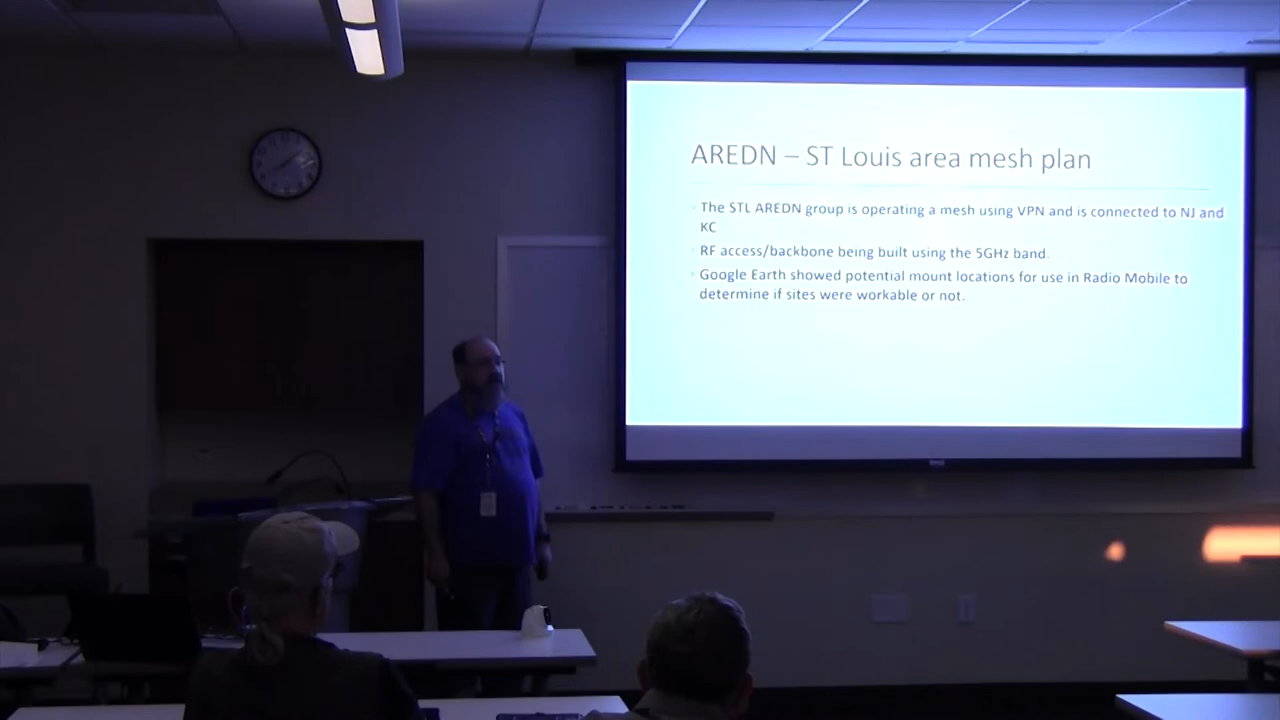 AREDN – ST Louis area mesh plan
The STL AREDN group is operating a mesh using VPN and is connected to NJ and
KC
RF access/backbone being built using the 5GHz band.
Google Earth showed potential mount locations for use in Radio Mobile to
determine if sites were workable or not.